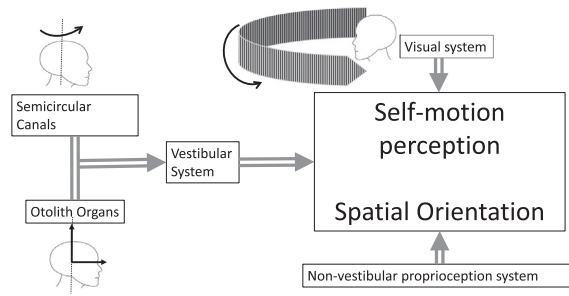 Visual system
Semicircular
Canals
Self-motion
perception
Vestibular
System
Otolith Organs
Spatial Orientation
Non-vestibular proprioception system